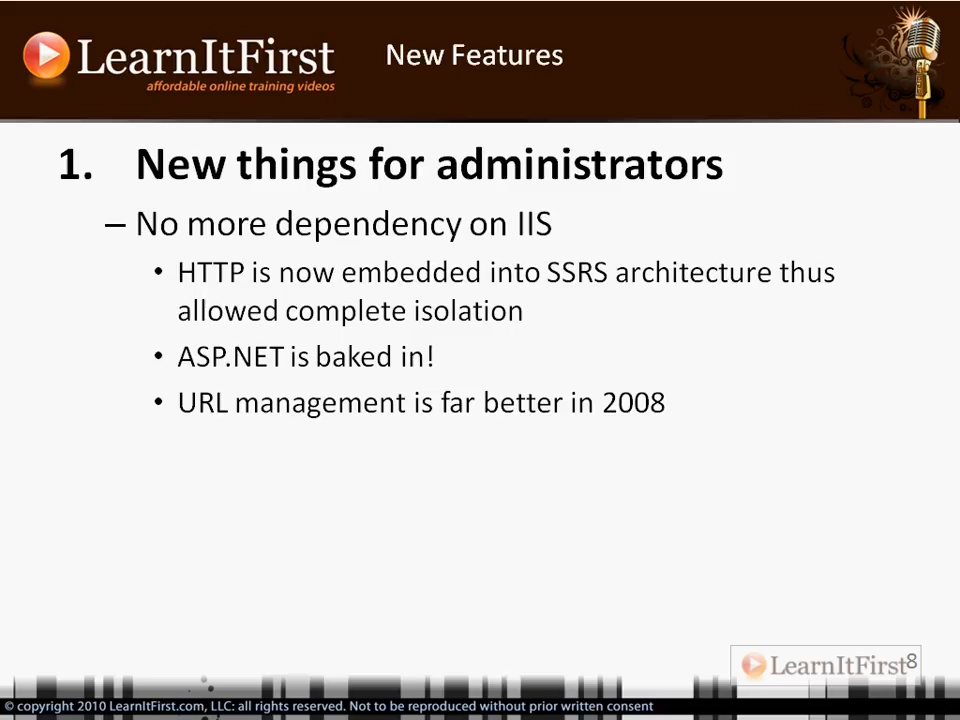 LearnItFirst
affordable online training videos
New Features
1. New things for administrators
– No more dependency on IIS
• HTTP is now embedded into SSRS architecture thus
allowed complete isolation
• ASP.NET is baked in!
• URL management is far better in 2008
LearnItFirst
8
© copyright 2010 LearnItFirst.com, LLC: all rights reserved. Not to be reproduced without prior written consent